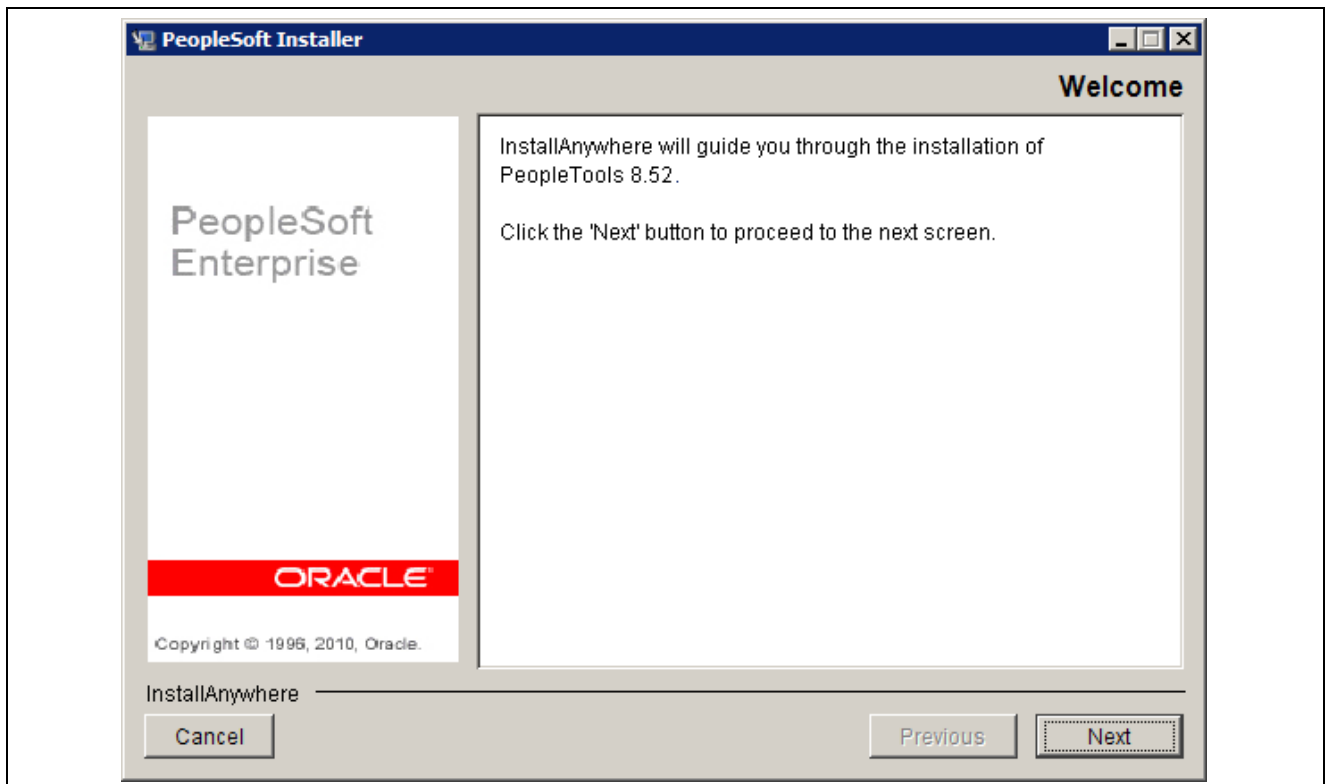 PeopleSoft Installer
Welcome
InstallAnywhere will guide you through the installation of
PeopleTools 8.52.
Click the 'Next' button to proceed to the next screen.
PeopleSoft
Enterprise
ORACLE
Copyright © 1996, 2010, Oracle.
InstallAnywhere
Cancel
Previous
Next